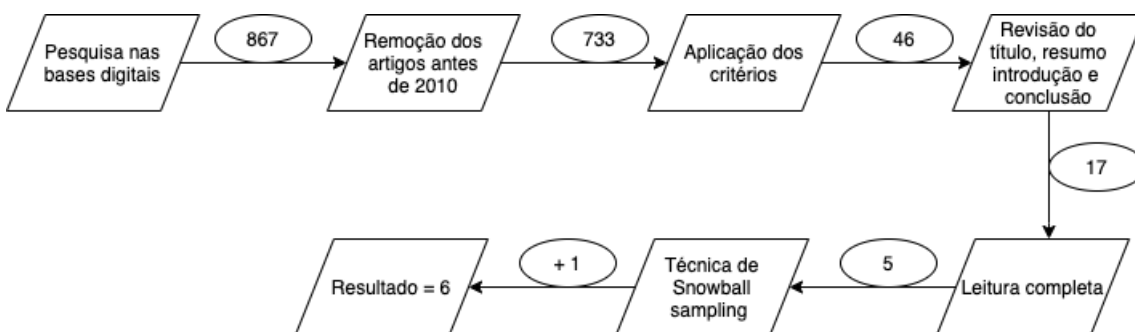 Pesquisa nas
bases digitais
867
Remoção dos
artigos antes
de 2010
733
Aplicação dos
critérios
46
Revisão do
título, resumo
introdução e
conclusão
17
Leitura completa
5
Técnica de
Snowball
sampling
+ 1
Resultado = 6